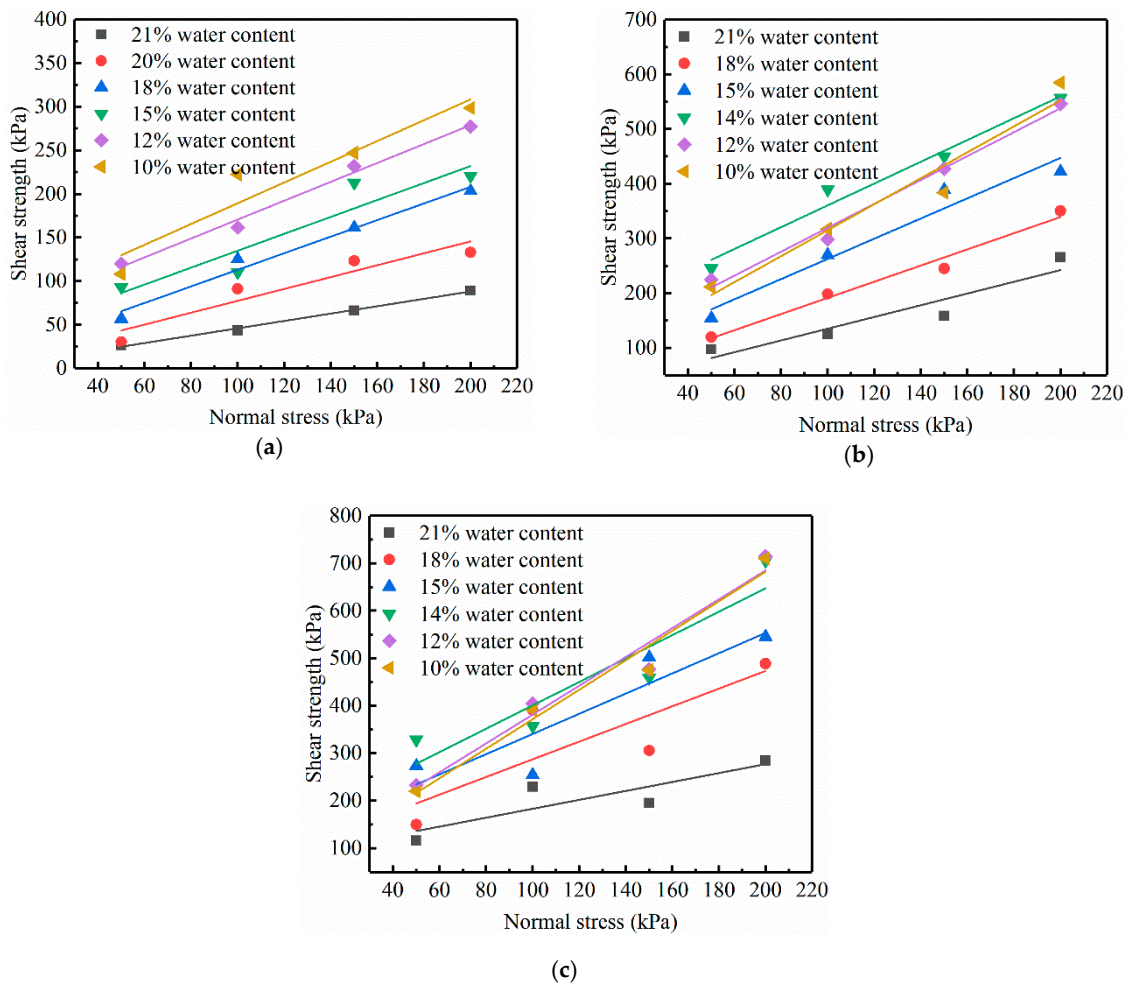 400
350
300
250
200
150
100
50
0
Shear strength (kPa)
21% water content
20% water content
18% water content
15% water content
12% water content
10% water content
40 60 80 100 120 140 160 180 200 220
Normal stress (kPa)
(a)
700
600
500
400
300
200
100
Shear strength (kPa)
21% water content
18% water content
15% water content
14% water content
12% water content
10% water content
40 60 80 100 120 140 160 180 200 220
Normal stress (kPa)
(b)
800
700
600
500
400
300
200
100
Shear strength (kPa)
21% water content
18% water content
15% water content
14% water content
12% water content
10% water content
40 60 80 100 120 140 160 180 200 220
Normal stress (kPa)
(c)